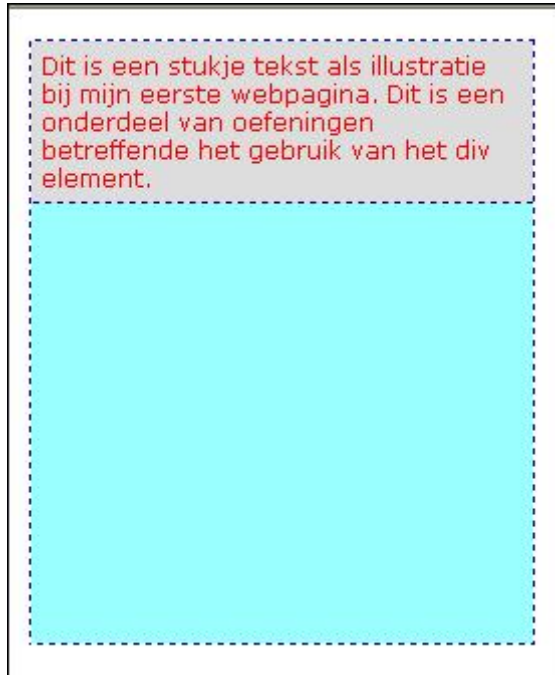 Dit is een stukje tekst als illustratie
bij mijn eerste webpagina. Dit is een
onderdeel van oefeningen
betreffende het gebruik van het div
element.